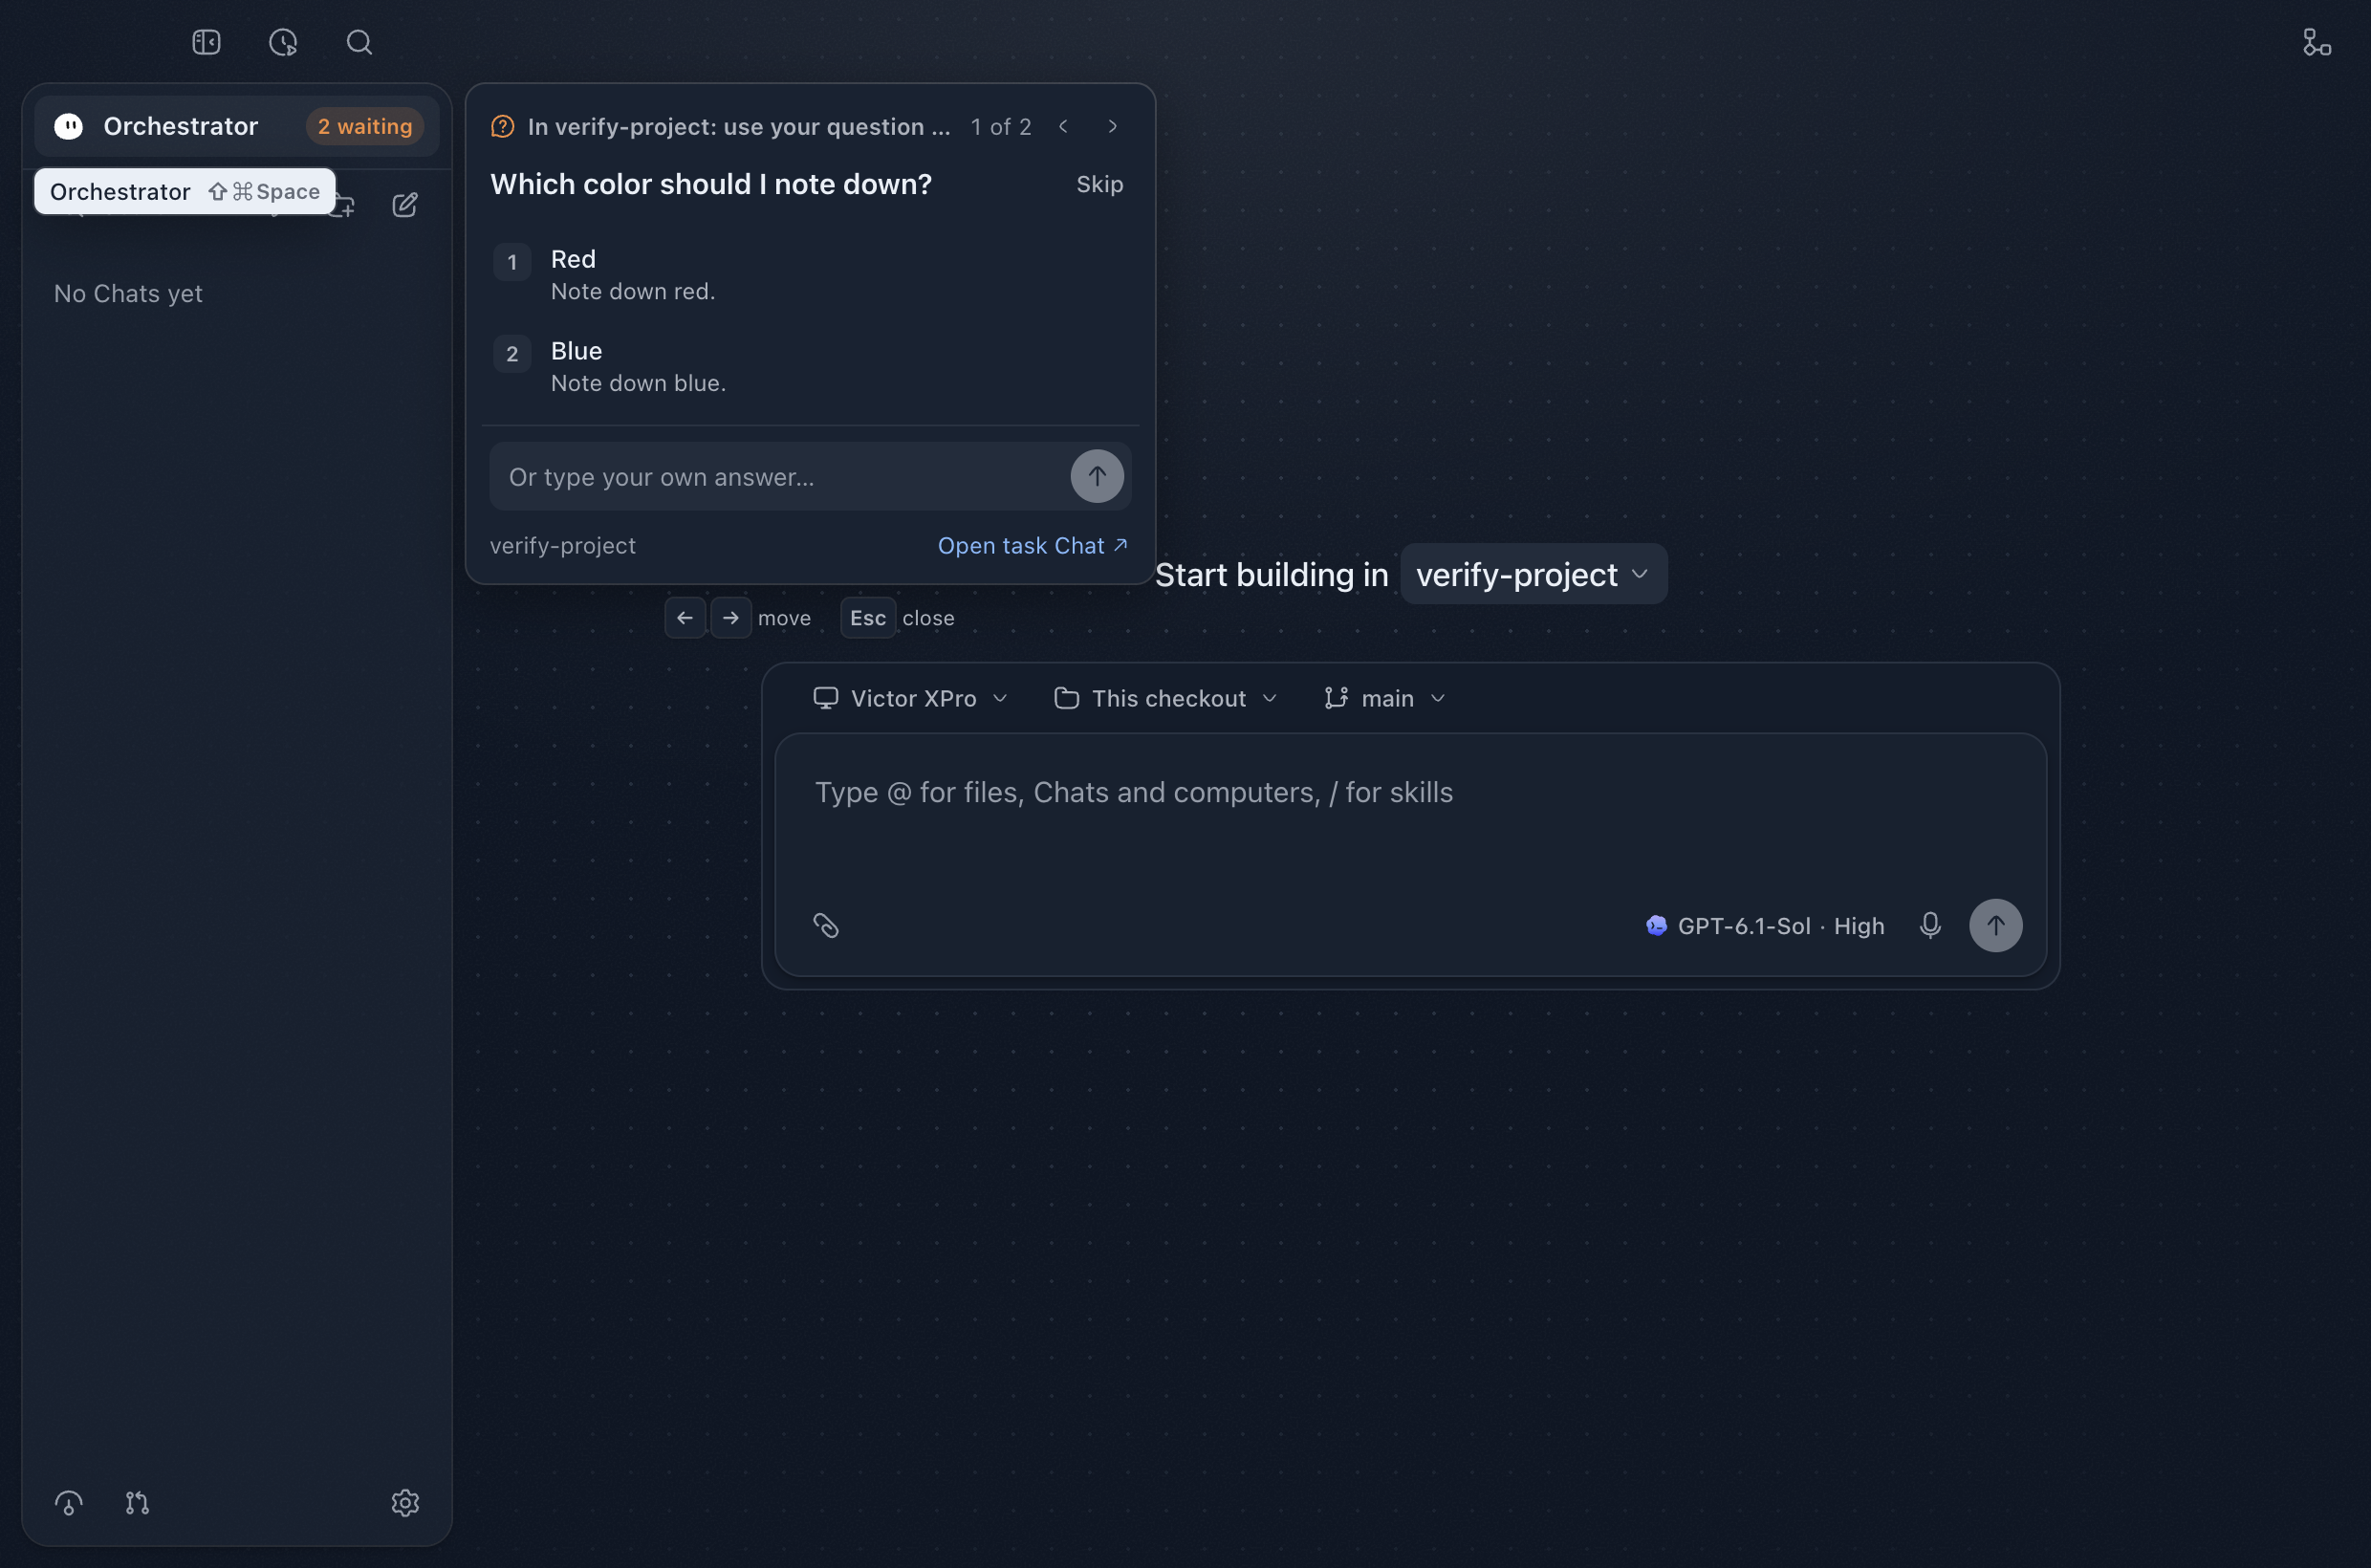 Orchestrator
2 waiting
Orchestrator ⇧⌘Space
No Chats yet
In verify-project: use your question ...
1 of 2
Which color should I note down?
Skip
1
Red
Note down red.
2
Blue
Note down blue.
Or type your own answer...
verify-project
Open task Chat ↗
← → move
Esc close
Start building in verify-project
Victor XPro
This checkout
main
Type @ for files, Chats and computers, / for skills
GPT-6.1-Sol · High